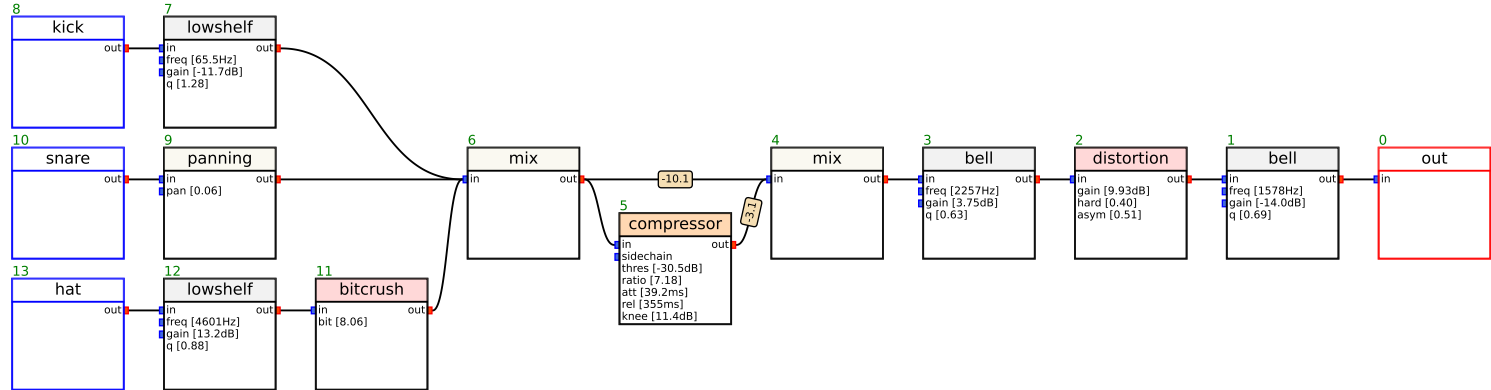 8
kick
out
7
lowshelf
in out
freq [65.5Hz]
gain [-11.7dB]
q [1.28]
10
snare
out
9
panning
in out
pan [0.06]
13
hat
out
12
lowshelf
in out
freq [4601Hz]
gain [13.2dB]
q [0.88]
11
bitcrush
in out
bit [8.06]
6
mix
in out
-10.1
5
compressor
in out
sidechain
thres [-30.5dB]
ratio [7.18]
att [39.2ms]
rel [355ms]
knee [11.4dB]
-3.1
4
mix
in out
3
bell
in out
freq [2257Hz]
gain [3.75dB]
q [0.63]
2
distortion
in out
gain [9.93dB]
hard [0.40]
asym [0.51]
1
bell
in out
freq [1578Hz]
gain [-14.0dB]
q [0.69]
0
out
in